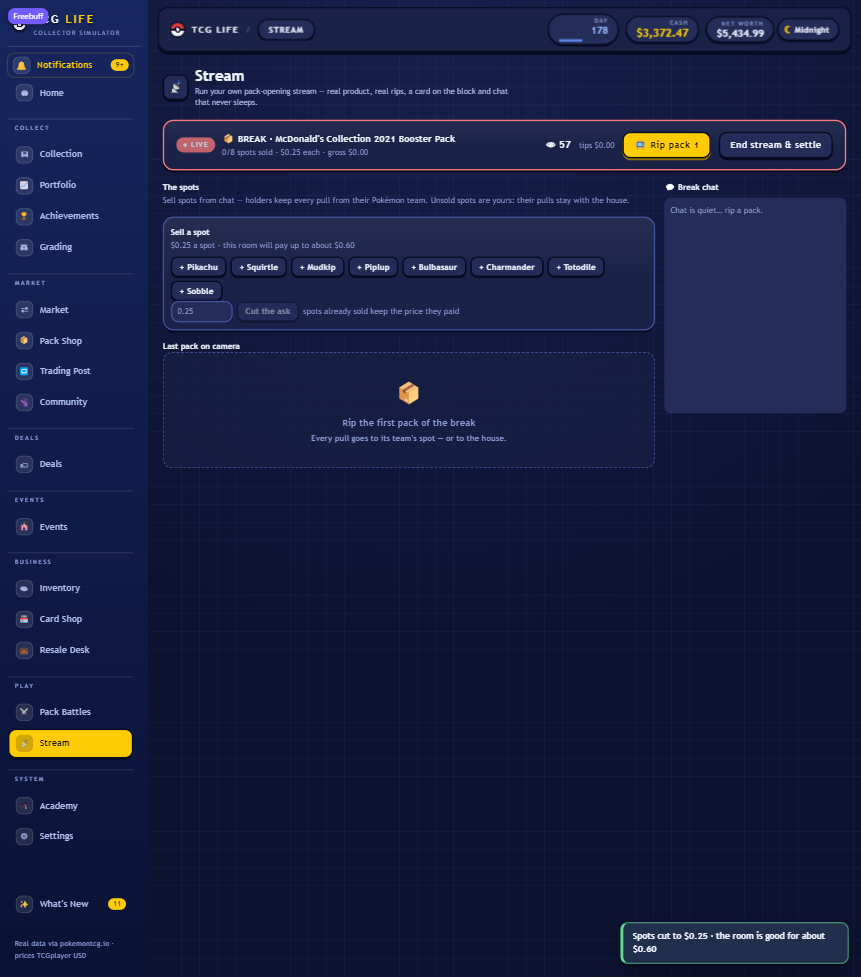 Freebuff
CG LIFE
COLLECTOR SIMULATOR
Notifications 9+
Home
COLLECT
Collection
Portfolio
Achievements
Grading
MARKET
Market
Pack Shop
Trading Post
Community
DEALS
Deals
EVENTS
Events
BUSINESS
Inventory
Card Shop
Resale Desk
PLAY
Pack Battles
Stream
SYSTEM
Academy
Settings
What's New 11
Real data via pokemontcg.io ·
prices TCGplayer USD
TCG LIFE / STREAM
DAY
178
CASH
$3,372.47
NET WORTH
$5,434.99
Midnight
Stream
Run your own pack-opening stream — real product, real rips, a card on the block and chat
that never sleeps.
• LIVE
BREAK · McDonald's Collection 2021 Booster Pack
0/8 spots sold · $0.25 each · gross $0.00
57 tips $0.00
Rip pack 1
End stream & settle
The spots
Sell spots from chat — holders keep every pull from their Pokémon team. Unsold spots are yours: their pulls stay with the house.
Sell a spot
$0.25 a spot · this room will pay up to about $0.60
+ Pikachu + Squirtle + Mudkip + Piplup + Bulbasaur + Charmander + Totodile
+ Sobble
0.25 Cut the ask spots already sold keep the price they paid
Last pack on camera
Rip the first pack of the break
Every pull goes to its team's spot — or to the house.
Break chat
Chat is quiet… rip a pack.
Spots cut to $0.25 · the room is good for about
$0.60